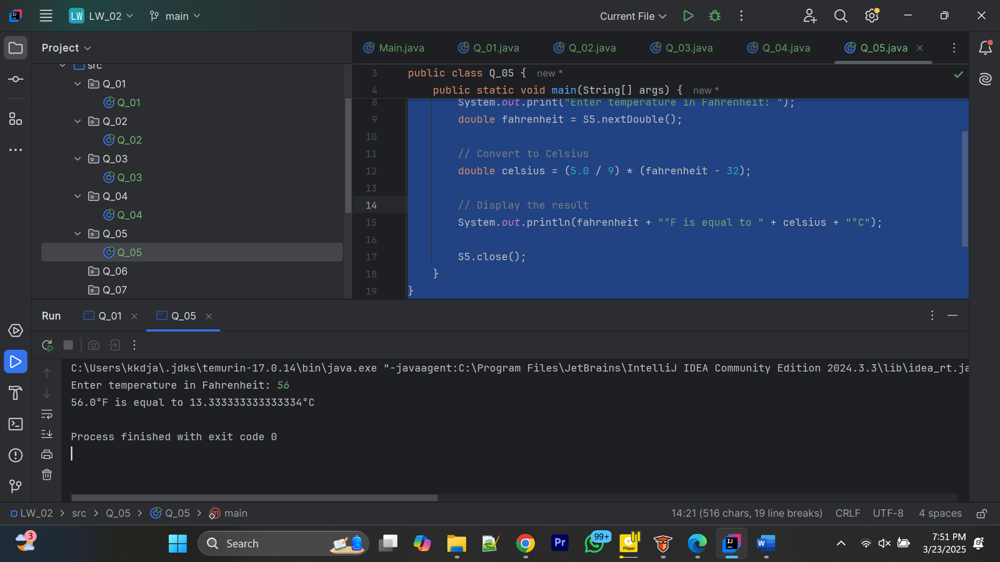 LW LW_02 main Current File
Project
Main.java Q_01.java Q_02.java Q_03.java Q_04.java Q_05.java
src
Q_01
Q_01
Q_02
Q_02
Q_03
Q_03
Q_04
Q_04
Q_05
Q_05
Q_06
Q_07
3 public class Q_05 { new *
4 public static void main(String[] args) { new *
8 System.out.print("Enter temperature in Fahrenheit: ");
9 double fahrenheit = S5.nextDouble();
10
11 // Convert to Celsius
12 double celsius = (5.0 / 9) * (fahrenheit - 32);
13
14 // Display the result
15 System.out.println(fahrenheit + "°F is equal to " + celsius + "°C");
16
17 S5.close();
18 }
19 }
Run Q_01 Q_05
C:\Users\kkdja\.jdks\temurin-17.0.14\bin\java.exe "-javaagent:C:\Program Files\JetBrains\IntelliJ IDEA Community Edition 2024.3.3\lib\idea_rt.ja
Enter temperature in Fahrenheit: 56
56.0°F is equal to 13.333333333333334°C
Process finished with exit code 0
LW_02 > src > Q_05 > Q_05 > main 14:21 (516 chars, 19 line breaks) CRLF UTF-8 4 spaces
3 Search Pr 99+ Player IJ W 7:51 PM
3/23/2025